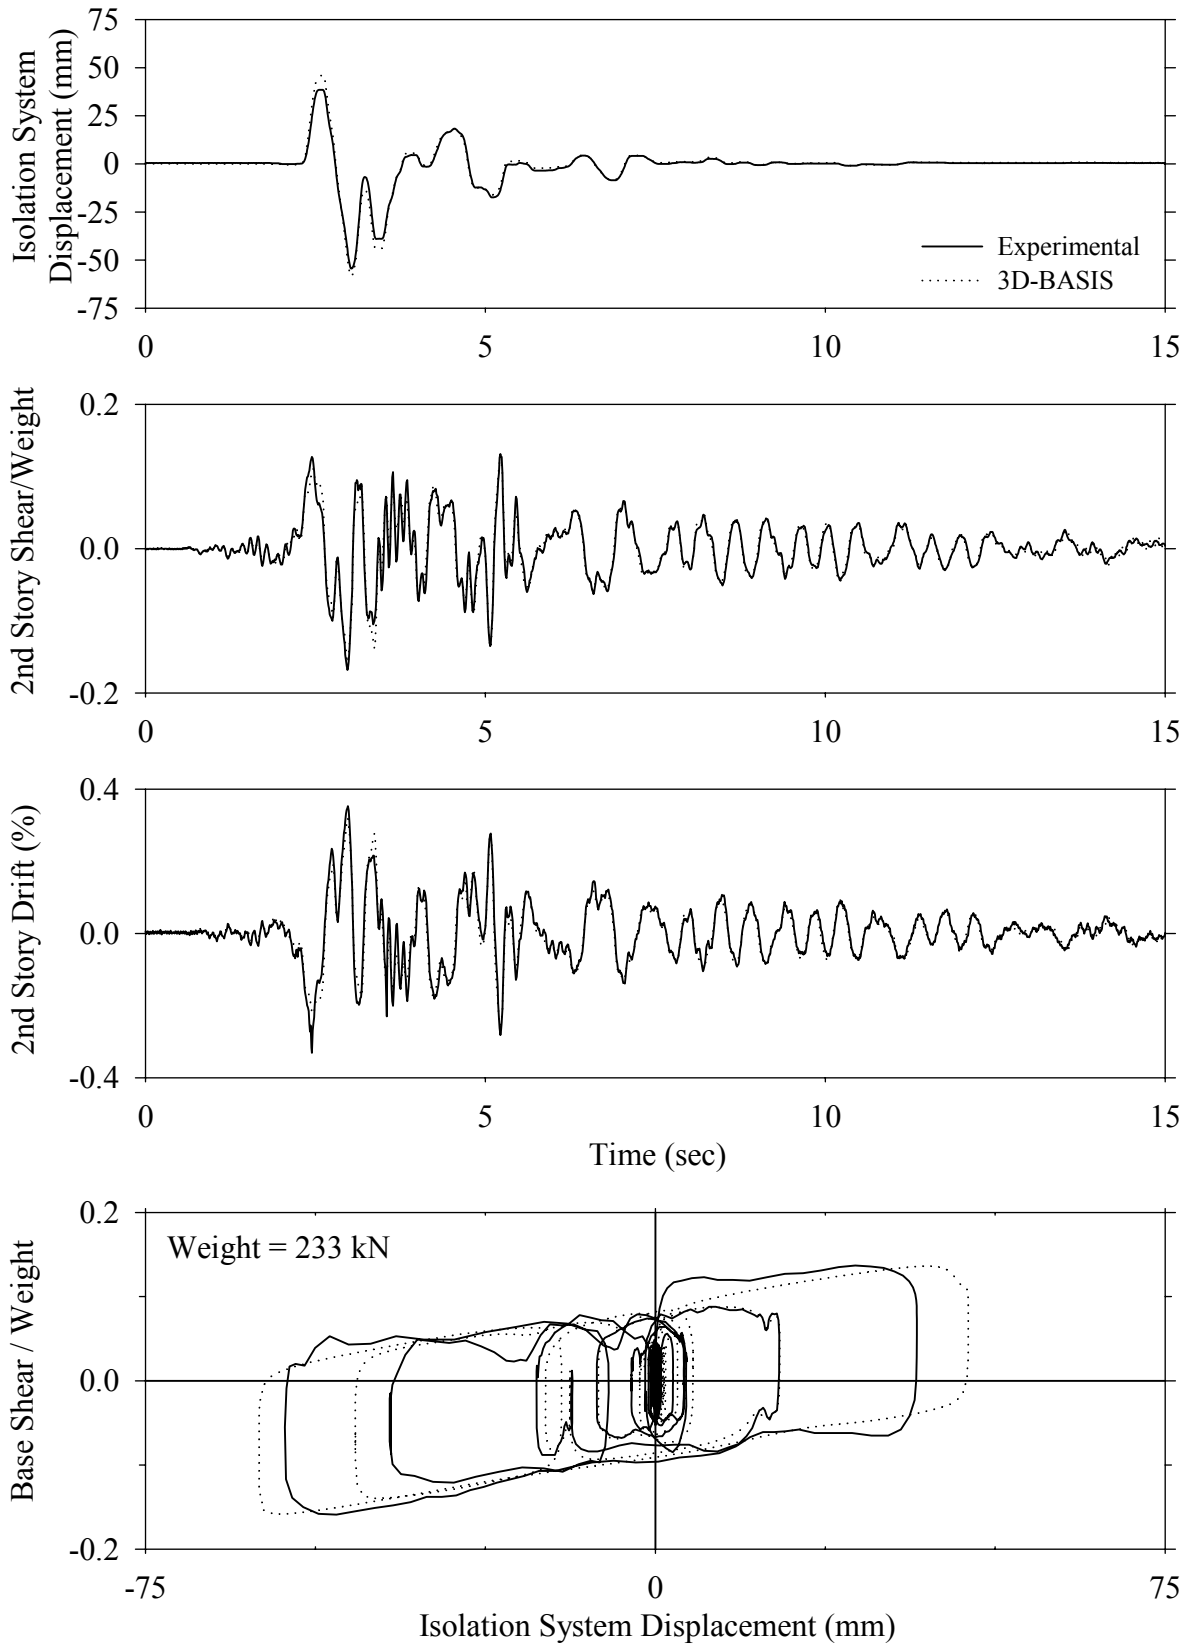 75
50
25
0
-25
-50
-75
Isolation System
Displacement (mm)
Experimental
3D-BASIS
0 5 10 15
0.2
0.0
-0.2
2nd Story Shear/Weight
0 5 10 15
0.4
0.0
-0.4
2nd Story Drift (%)
0 5 10 15
Time (sec)
0.2
0.0
-0.2
Base Shear / Weight
Weight = 233 kN
-75 0 75
Isolation System Displacement (mm)